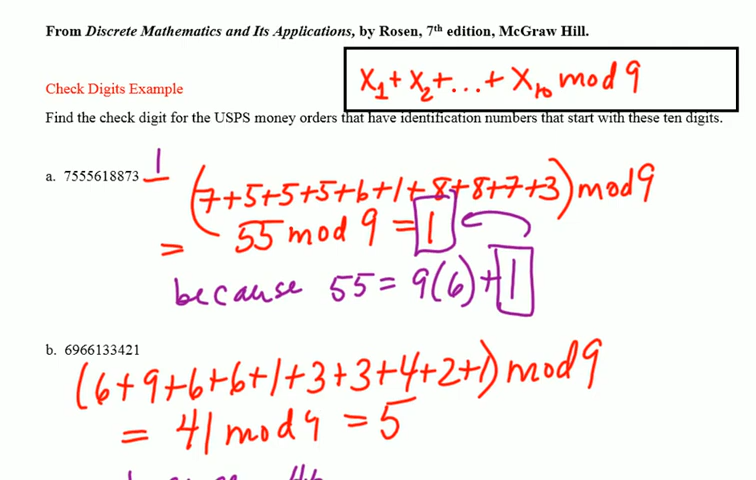 From Discrete Mathematics and Its Applications, by Rosen, 7th edition, McGraw Hill.
x₁ + x₂ + ... + x₁₀ mod 9
Check Digits Example
Find the check digit for the USPS money orders that have identification numbers that start with these ten digits.
a. 7555618873 1
(7+5+5+5+6+1+8+8+7+3) mod 9
= 55 mod 9 = 1
because 55 = 9(6) + 1
b. 6966133421
(6+9+6+6+1+3+3+4+2+1) mod 9
= 41 mod 9 = 5